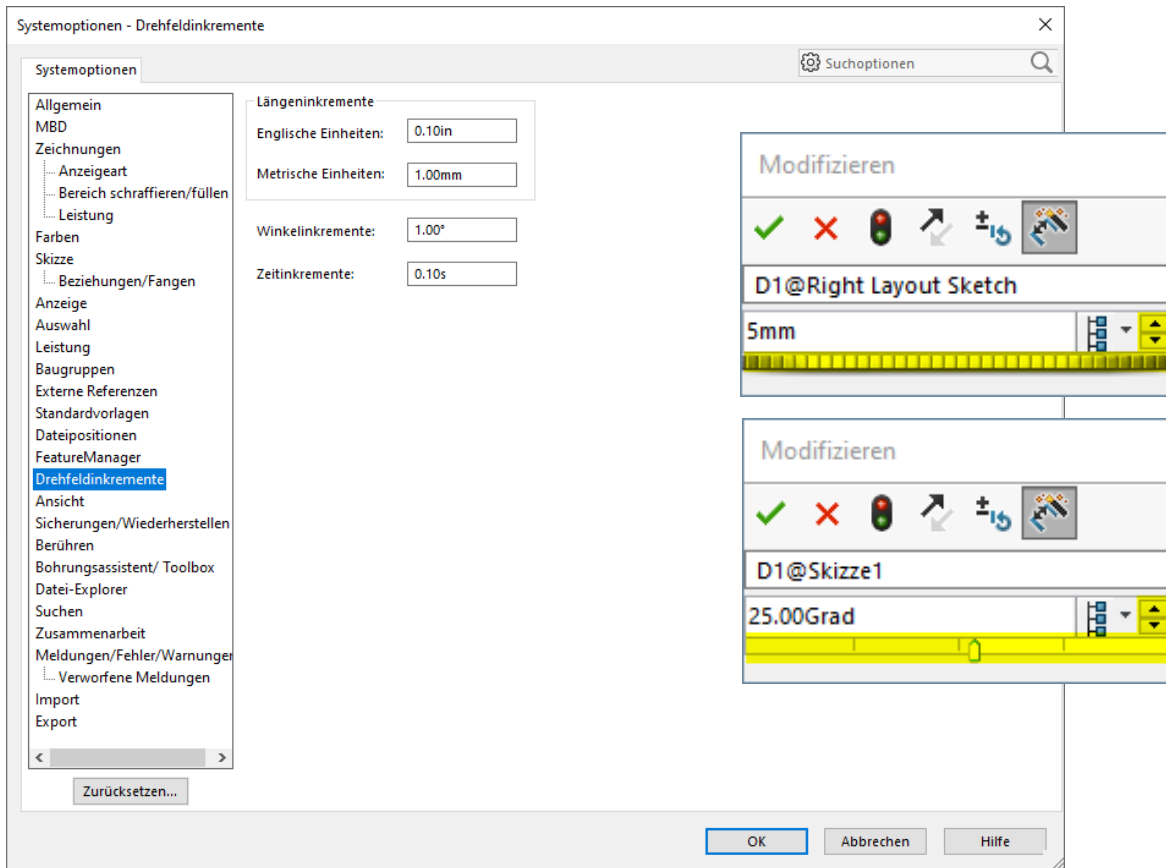 Systemoptionen - Drehfeldinkremente
Systemoptionen
Suchoptionen
Allgemein
MBD
Zeichnungen
Anzeigeart
Bereich schraffieren/füllen
Leistung
Farben
Skizze
Beziehungen/Fangen
Anzeige
Auswahl
Leistung
Baugruppen
Externe Referenzen
Standardvorlagen
Dateipositionen
FeatureManager
Drehfeldinkremente
Ansicht
Sicherungen/Wiederherstellen
Berühren
Bohrungsassistent/ Toolbox
Datei-Explorer
Suchen
Zusammenarbeit
Meldungen/Fehler/Warnunger
Verworfene Meldungen
Import
Export
Zurücksetzen...
Längeninkremente
Englische Einheiten: 0.10in
Metrische Einheiten: 1.00mm
Winkelinkremente: 1.00°
Zeitinkremente: 0.10s
Modifizieren
D1@Right Layout Sketch
5mm
Modifizieren
D1@Skizze1
25.00Grad
OK Abbrechen Hilfe